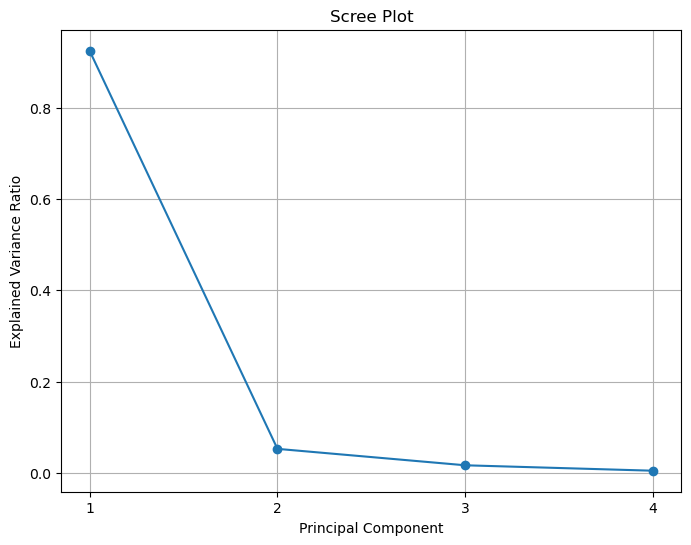 Scree Plot
Explained Variance Ratio
0.8
0.6
0.4
0.2
0.0
1 2 3 4
Principal Component